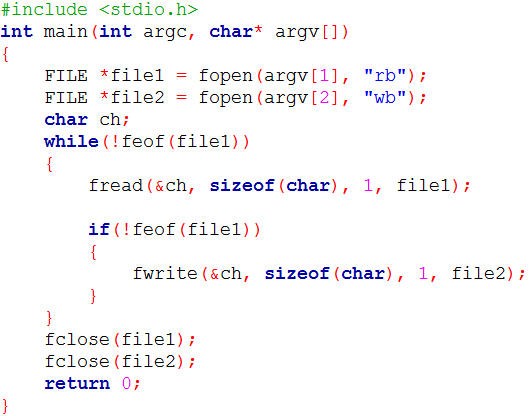 #include <stdio.h>
int main(int argc, char* argv[])
{
    FILE *file1 = fopen(argv[1], "rb");
    FILE *file2 = fopen(argv[2], "wb");
    char ch;
    while(!feof(file1))
    {
        fread(&ch, sizeof(char), 1, file1);

        if(!feof(file1))
        {
            fwrite(&ch, sizeof(char), 1, file2);
        }
    }
    fclose(file1);
    fclose(file2);
    return 0;
}